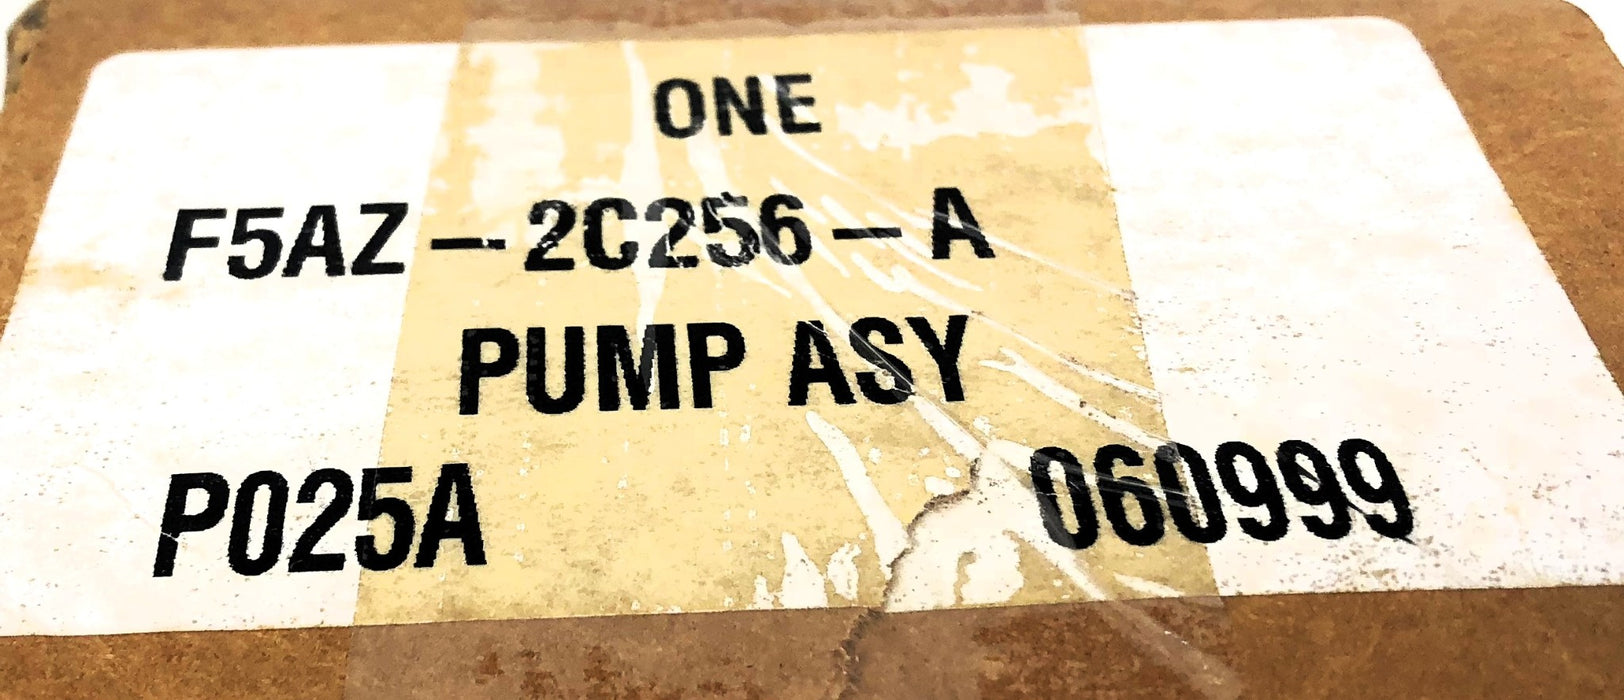 ONE
F5AZ – 2C256 – A
PUMP ASY
P025A 060999